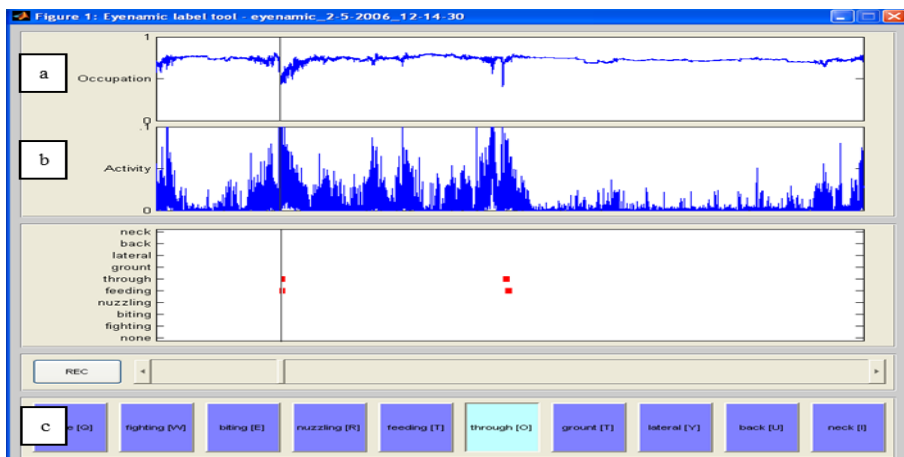 Figure 1: Eyenamic label tool - eyenamic_2-5-2006_12-14-30
a
1
Occupation
0
b
.1
Activity
0
neck
back
lateral
grount
through
feeding
nuzzling
biting
fighting
none
REC
c
e [Q]
fighting [W]
biting [E]
nuzzling [R]
feeding [T]
through [O]
grount [T]
lateral [Y]
back [U]
neck [I]